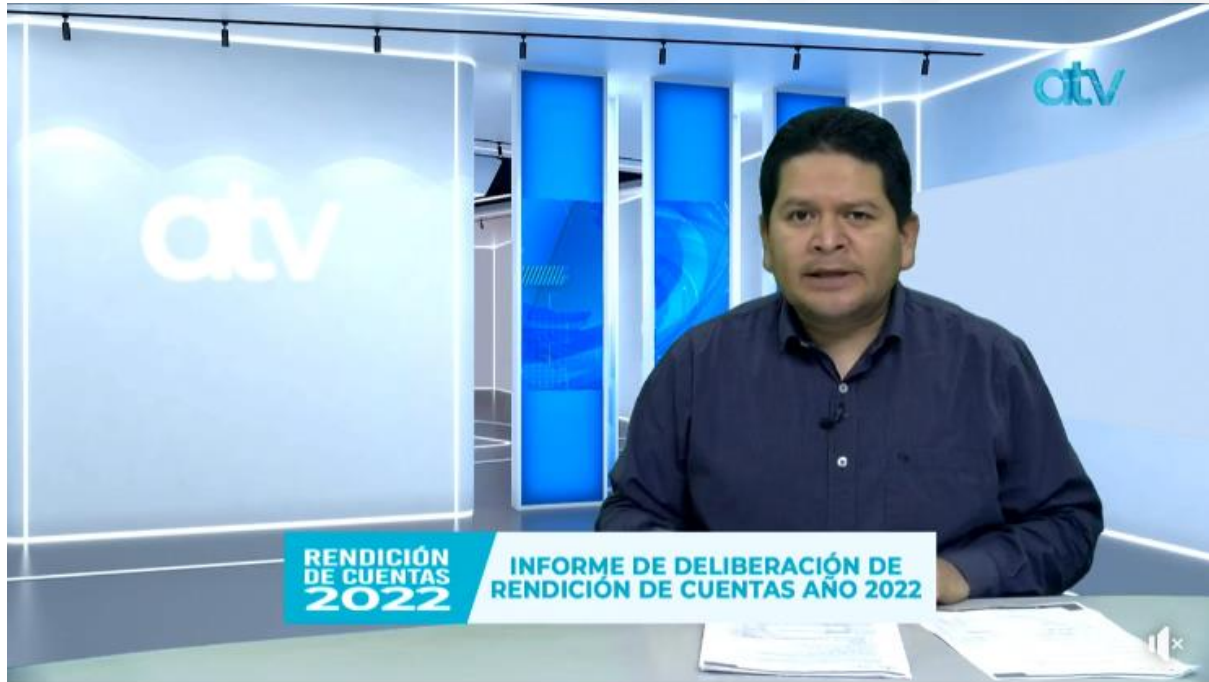 atv
atv
RENDICIÓN
DE CUENTAS
2022
INFORME DE DELIBERACIÓN DE
RENDICIÓN DE CUENTAS AÑO 2022